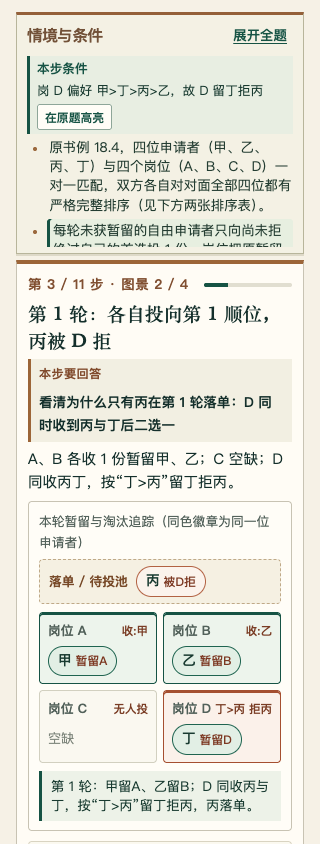 情境与条件
展开全题
本步条件
岗 D 偏好 甲>丁>丙>乙，故 D 留丁拒丙
在原题高亮
• 原书例 18.4，四位申请者（甲、乙、
丙、丁）与四个岗位（A、B、C、D）一
对一匹配，双方各自对对面全部四位都有
严格完整排序（见下方两张排序表）。
• 每轮未获暂留的自由申请者只向尚未拒
第 3 / 11 步 · 图景 2 / 4
第 1 轮：各自投向第 1 顺位，
丙被 D 拒
本步要回答
看清为什么只有丙在第 1 轮落单：D 同
时收到丙与丁后二选一
A、B 各收 1 份暂留甲、乙；C 空缺；D
同收丙丁，按“丁>丙”留丁拒丙。
本轮暂留与淘汰追踪（同色徽章为同一位
申请者）
落单 / 待投池
丙 被D拒
岗位 A
收:甲
甲 暂留A
岗位 B
收:乙
乙 暂留B
岗位 C
无人投
空缺
岗位 D
丁>丙 拒丙
丁 暂留D
第 1 轮：甲留A、乙留B；D 同收丙与
丁，按“丁>丙”留丁拒丙，丙落单。